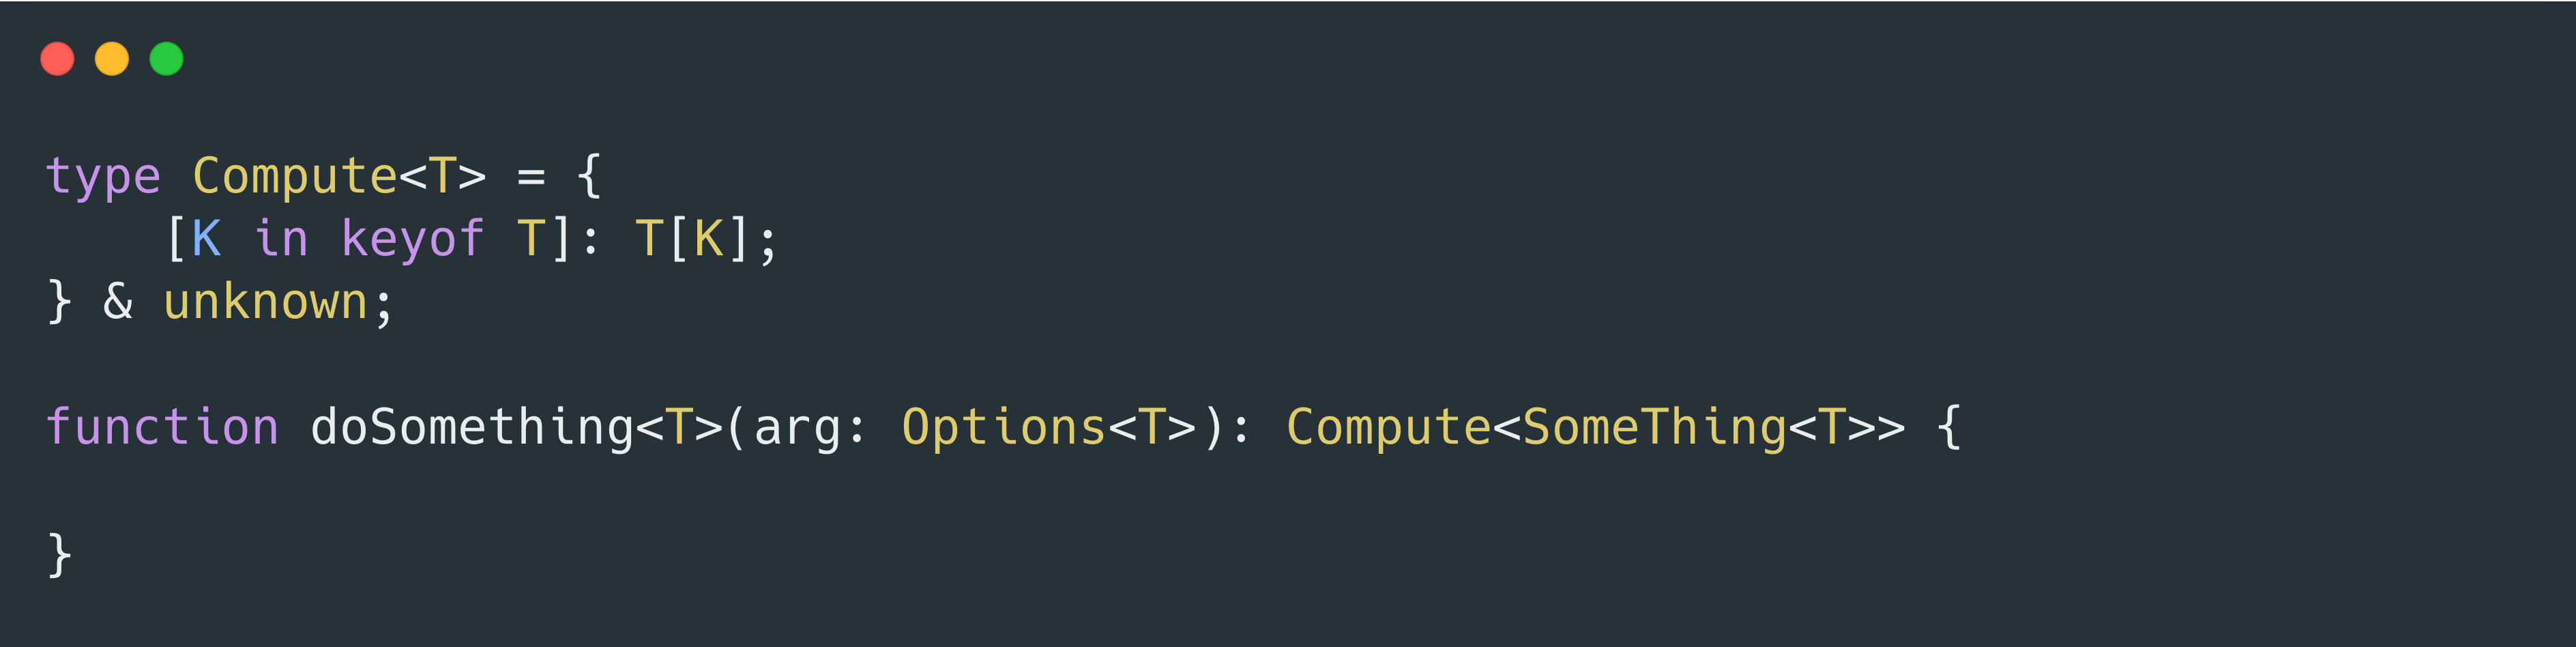 type Compute<T> = {
    [K in keyof T]: T[K];
} & unknown;
function doSomething<T>(arg: Options<T>): Compute<SomeThing<T>> {
}